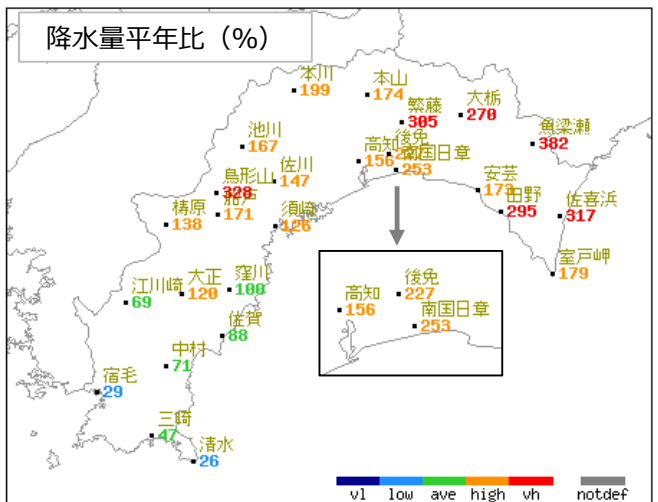 降水量平年比（%）
本川
199
本山
174
繁藤
305
大栃
270
魚梁瀬
382
池川
167
高知
156
後免
227
南国日章
253
佐川
147
鳥形山
328
船戸
171
安芸
173
田野
295
佐喜浜
317
梼原
138
須崎
126
室戸岬
179
江川崎
69
大正
120
窪川
100
佐賀
88
高知
156
後免
227
南国日章
253
中村
71
宿毛
29
三崎
47
清水
26
vl low ave high vh notdef